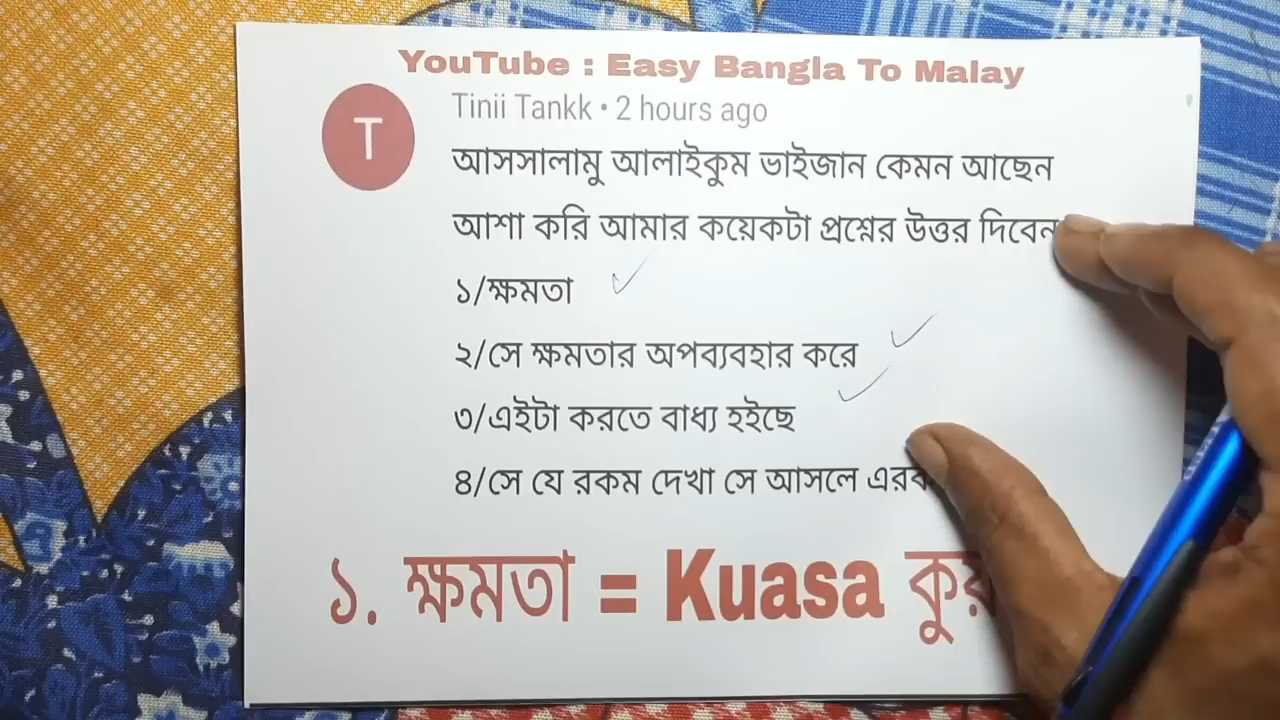 YouTube : Easy Bangla To Malay
T
Tinii Tankk • 2 hours ago
আসসালামু আলাইকুম ভাইজান কেমন আছেন
আশা করি আমার কয়েকটা প্রশ্নের উত্তর দিবেন
১/ক্ষমতা
২/সে ক্ষমতার অপব্যবহার করে
৩/এইটা করতে বাধ্য হইছে
৪/সে যে রকম দেখা সে আসলে
১. ক্ষমতা = Kuasa